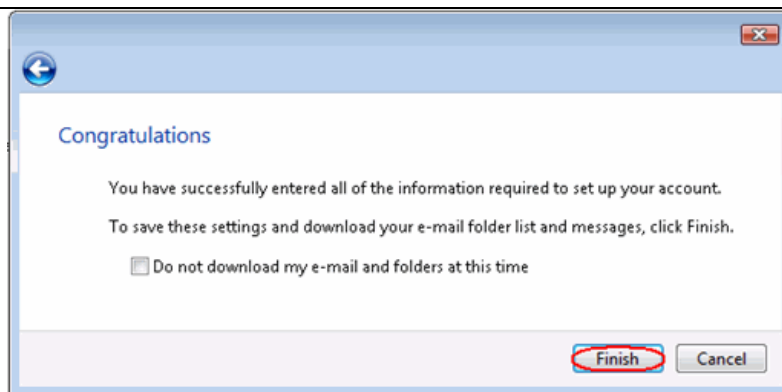 Congratulations
You have successfully entered all of the information required to set up your account.
To save these settings and download your e-mail folder list and messages, click Finish.
Do not download my e-mail and folders at this time
Finish
Cancel